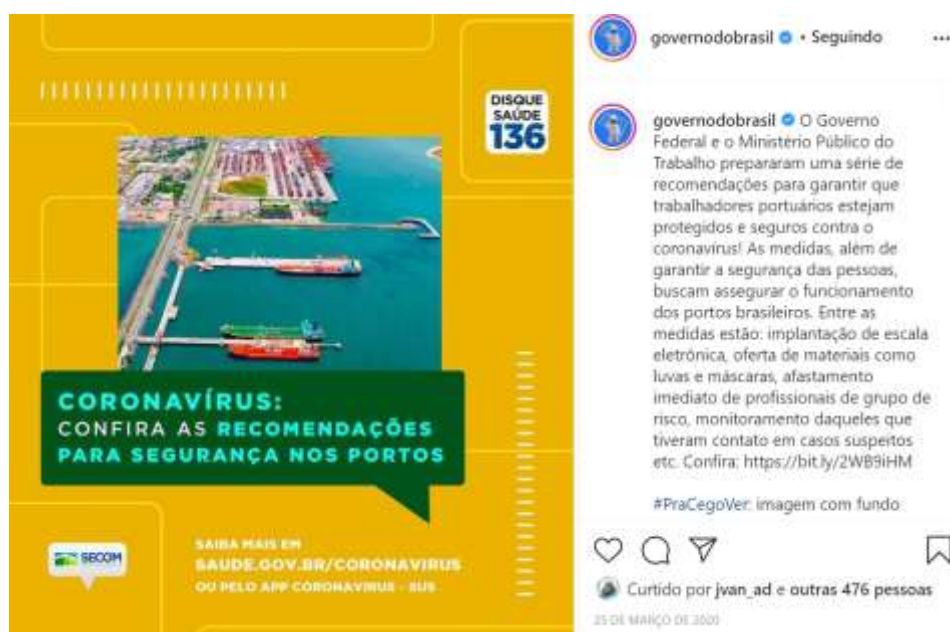 DISQUE
SAÚDE
136
CORONAVÍRUS:
CONFIRA AS RECOMENDAÇÕES
PARA SEGURANÇA NOS PORTOS
SECOM
SAIBA MAIS EM
SAUDE.GOV.BR/CORONAVIRUS
OU PELO APP CORONAVIRUS - SUS
governodobrasil • Seguindo
governodobrasil O Governo
Federal e o Ministério Público do
Trabalho prepararam uma série de
recomendações para garantir que
trabalhadores portuários estejam
protegidos e seguros contra o
coronavírus! As medidas, além de
garantir a segurança das pessoas,
buscam assegurar o funcionamento
dos portos brasileiros. Entre as
medidas estão: implantação de escala
eletrônica, oferta de materiais como
luvas e máscaras, afastamento
imediato de profissionais de grupo de
risco, monitoramento daqueles que
tiveram contato em casos suspeitos
etc. Confira: https://bit.ly/2WB9iHM
#PraCegoVer: imagem com fundo
Curtido por jvan_ad e outras 476 pessoas
25 DE MARÇO DE 2020